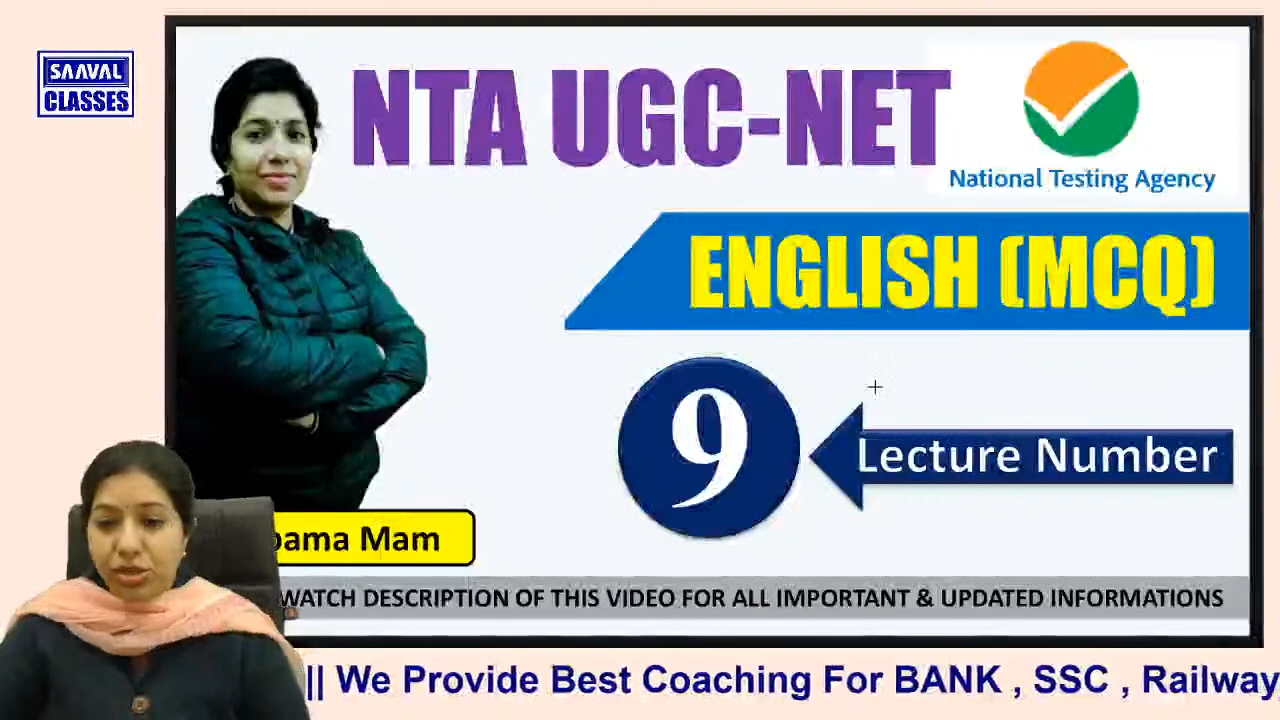 SAAVAL
CLASSES
NTA UGC-NET
National Testing Agency
ENGLISH (MCQ)
9
Lecture Number
Mam
WATCH DESCRIPTION OF THIS VIDEO FOR ALL IMPORTANT & UPDATED INFORMATIONS
|| We Provide Best Coaching For BANK , SSC , Railway,